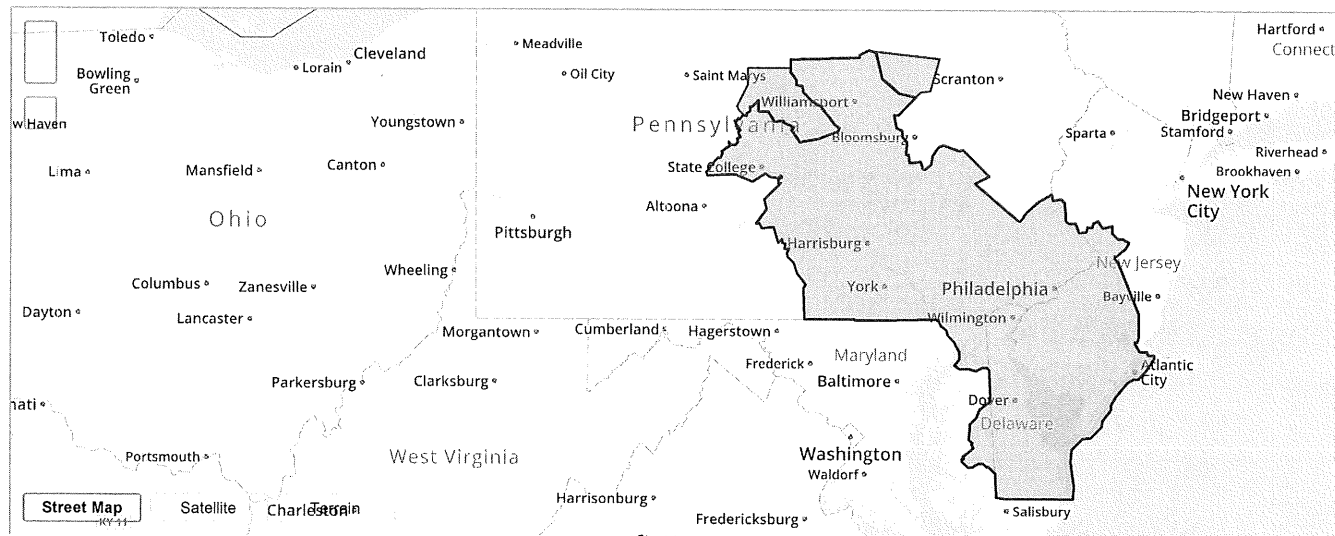 Toledo
Bowling
Green
w Haven
Lima
Mansfield
Lorain
Cleveland
Youngstown
Canton
Ohio
Columbus
Zanesville
Dayton
Lancaster
Wheeling
Parkersburg
nati
Portsmouth
Meadville
Oil City
Saint Marys
Pennsylvania
Pittsburgh
Altoona
State College
Williamsport
Bloomsburg
Scranton
Harrisburg
York
Philadelphia
Wilmington
New Jersey
Bayville
Atlantic
City
Dover
Delaware
Salisbury
Morgantown
Cumberland
Hagerstown
Clarksburg
Frederick
Maryland
Baltimore
West Virginia
Washington
Waldorf
Harrisonburg
Fredericksburg
Hartford
Connect
New Haven
Bridgeport
Stamford
Sparta
Riverhead
Brookhaven
New York
City
Street Map
Satellite
Charleston
Terrain